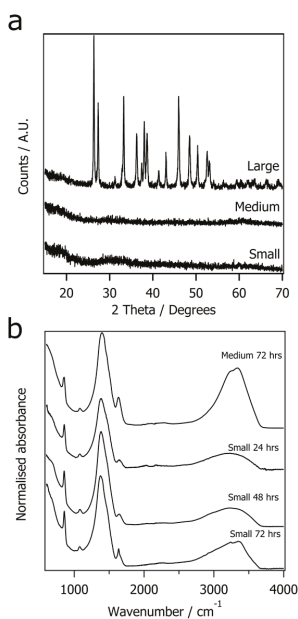 a
Counts / A.U.
Large
Medium
Small
20 30 40 50 60 70
2 Theta / Degrees
b
Normalised absorbance
Medium 72 hrs
Small 24 hrs
Small 48 hrs
Small 72 hrs
1000 2000 3000 4000
Wavenumber / cm⁻¹